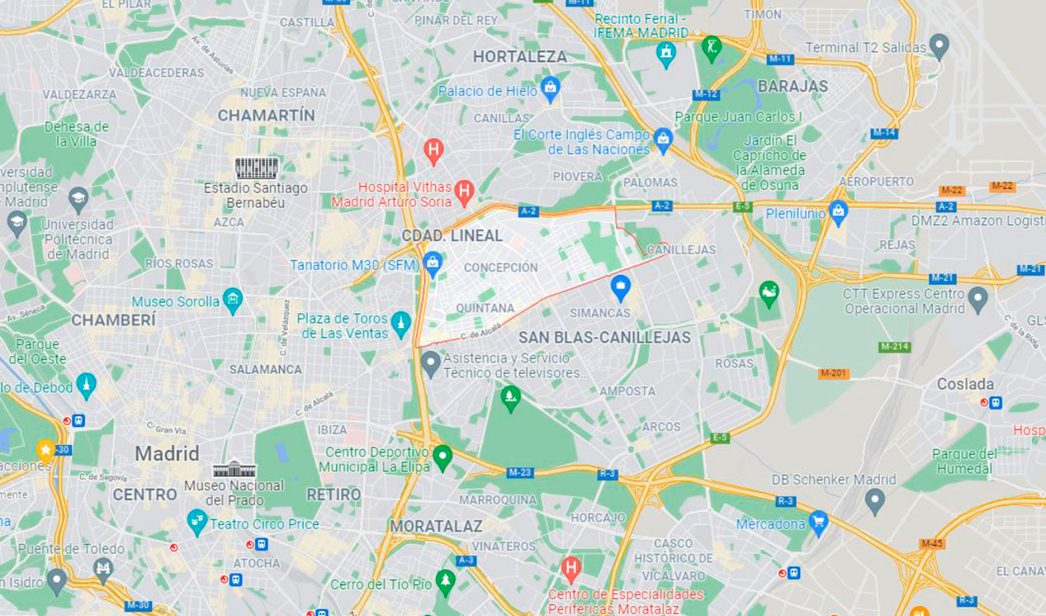 EL PILAR
CASTILLA
PINAR DEL REY
M-11
TIMÓN
Recinto Ferial -
IFEMA MADRID
HORTALEZA
Av. de Asturias
VALDEACEDERAS
M-11
Terminal T2 Salidas
VALDEZARZA
NUEVA ESPAÑA
Palacio de Hielo
M-12
BARAJAS
CHAMARTÍN
CANILLAS
Parque Juan Carlos I
Dehesa de
la Villa
El Corte Inglés Campo
de Las Naciones
M-14
Jardín El
Capricho de
la Alameda
de Osuna
Estadio Santiago
Bernabéu
Hospital Vithas
Madrid Arturo Soria
PIOVERA
PALOMAS
AEROPUERTO
M-22
M-22
Universidad
Politécnica
de Madrid
AZCA
A-2
A-2
E-5
Plenilunio
A-2
DMZ2 Amazon Logist
CDAD. LINEAL
CANILLEJAS
REJAS
RÍOS ROSAS
Tanatorio M30 (SFM)
CONCEPCIÓN
M-21
M-21
Museo Sorolla
QUINTANA
SIMANCAS
CTT Express Centro
Operacional Madrid
Av. Séneca
CHAMBERÍ
C. de Velázquez
Plaza de Toros
de Las Ventas
C. de Alcalá
SAN BLAS-CANILLEJAS
M-214
C. de la Rioja
Parque
del Oeste
SALAMANCA
Asistencia y Servicio
Técnico de televisores...
ROSAS
M-201
lo de Debod
AMPOSTA
Coslada
C. de Alcalá
C. Gran Vía
IBIZA
ARCOS
Hosp
-30
Madrid
Centro Deportivo
Municipal La Elipa
E-5
Parque del
Humedal
C. de Segovia
Museo Nacional
del Prado
M-23
R-3
DB Schenker Madrid
CENTRO
RETIRO
MARROQUINA
R-3
Teatro Circo Price
MORATALAZ
HORCAJO
Mercadona
Puente de Toledo
VINATEROS
CASCO
HISTÓRICO DE
VICÁLVARO
M-45
ATOCHA
A-3
n Isidro
Cerro del Tío Pío
EL CANAV
M-30
Centro de Especialidades
Periféricas Moratalaz
R-3